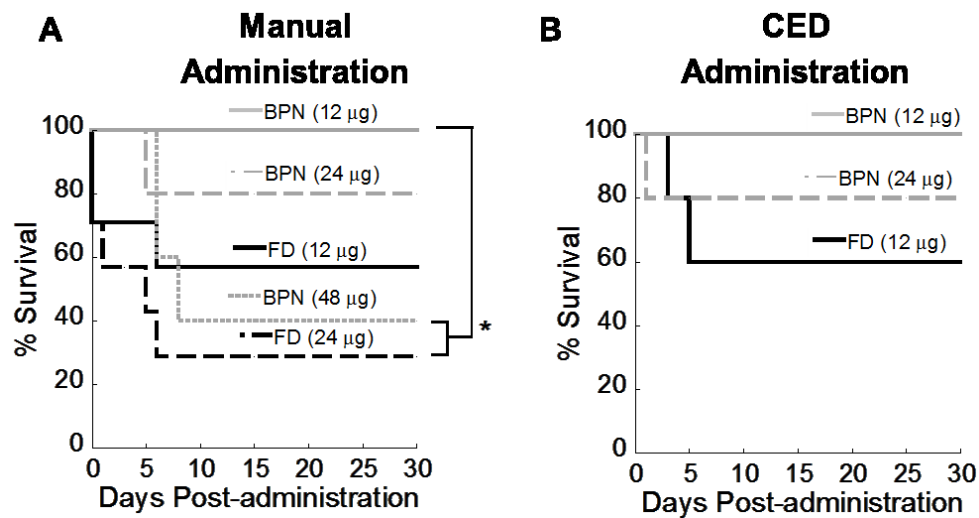 A
Manual
Administration
BPN (12 μg)
BPN (24 μg)
FD (12 μg)
BPN (48 μg)
FD (24 μg)
*
% Survival
100
80
60
40
20
0
0 5 10 15 20 25 30
Days Post-administration
B
CED
Administration
BPN (12 μg)
BPN (24 μg)
FD (12 μg)
% Survival
100
80
60
40
20
0
0 5 10 15 20 25 30
Days Post-administration